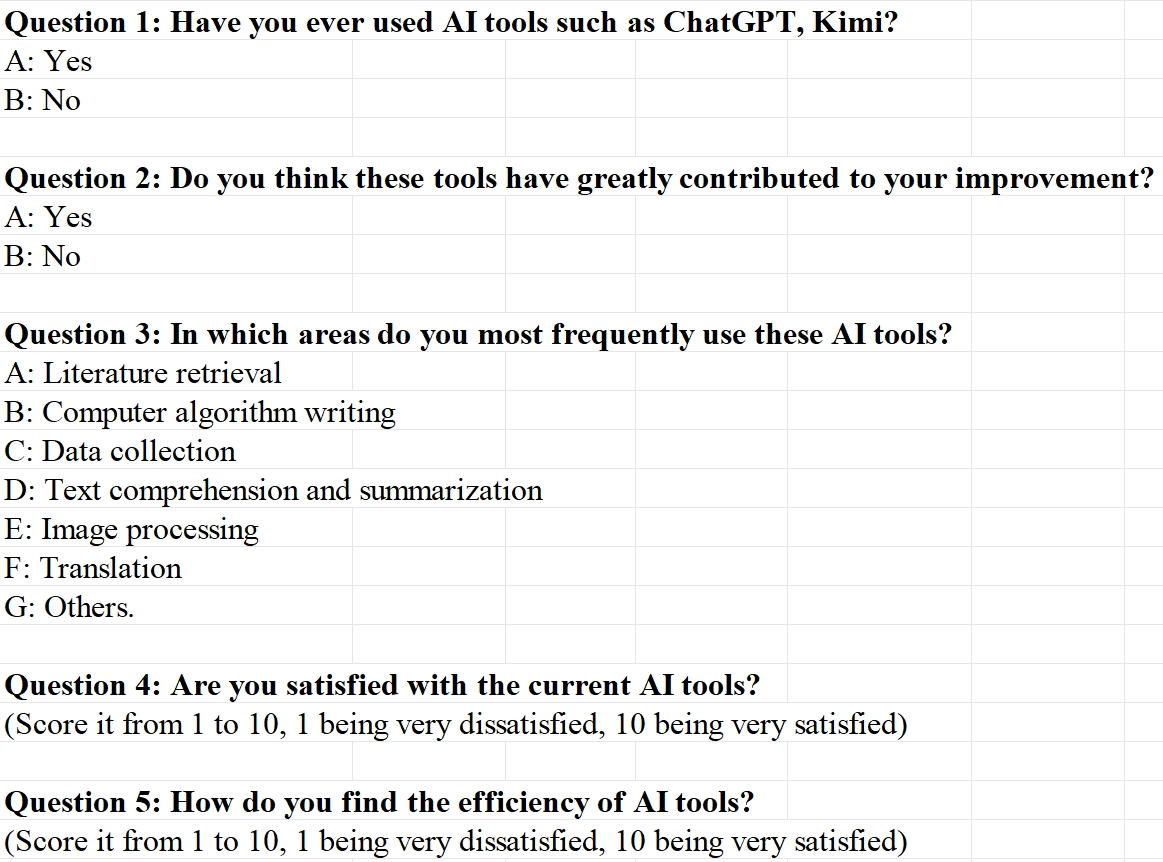 Question 1: Have you ever used AI tools such as ChatGPT, Kimi?
A: Yes
B: No
Question 2: Do you think these tools have greatly contributed to your improvement?
A: Yes
B: No
Question 3: In which areas do you most frequently use these AI tools?
A: Literature retrieval
B: Computer algorithm writing
C: Data collection
D: Text comprehension and summarization
E: Image processing
F: Translation
G: Others.
Question 4: Are you satisfied with the current AI tools?
(Score it from 1 to 10, 1 being very dissatisfied, 10 being very satisfied)
Question 5: How do you find the efficiency of AI tools?
(Score it from 1 to 10, 1 being very dissatisfied, 10 being very satisfied)